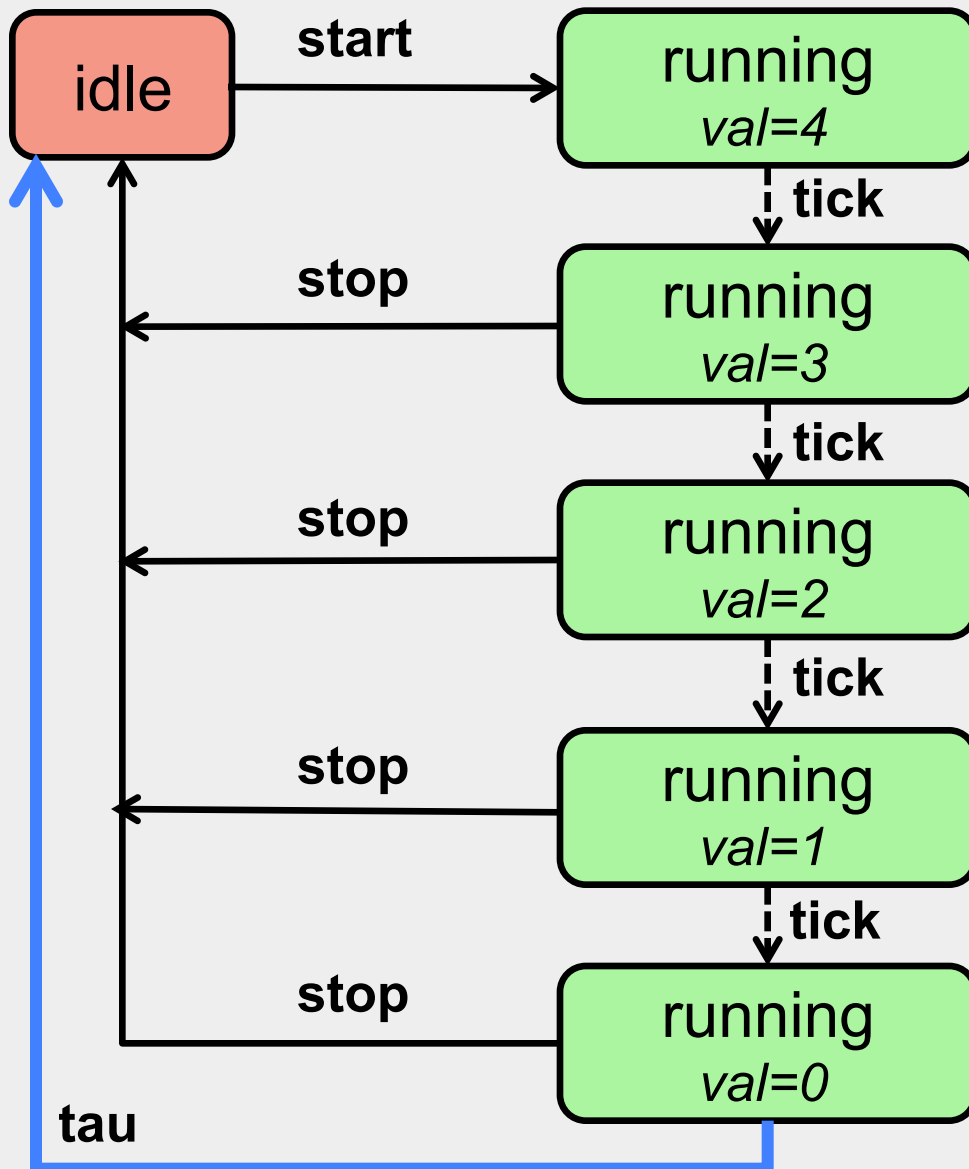 start
idle
running
val=4
tick
stop
running
val=3
tick
stop
running
val=2
tick
stop
running
val=1
tick
stop
running
val=0
tau